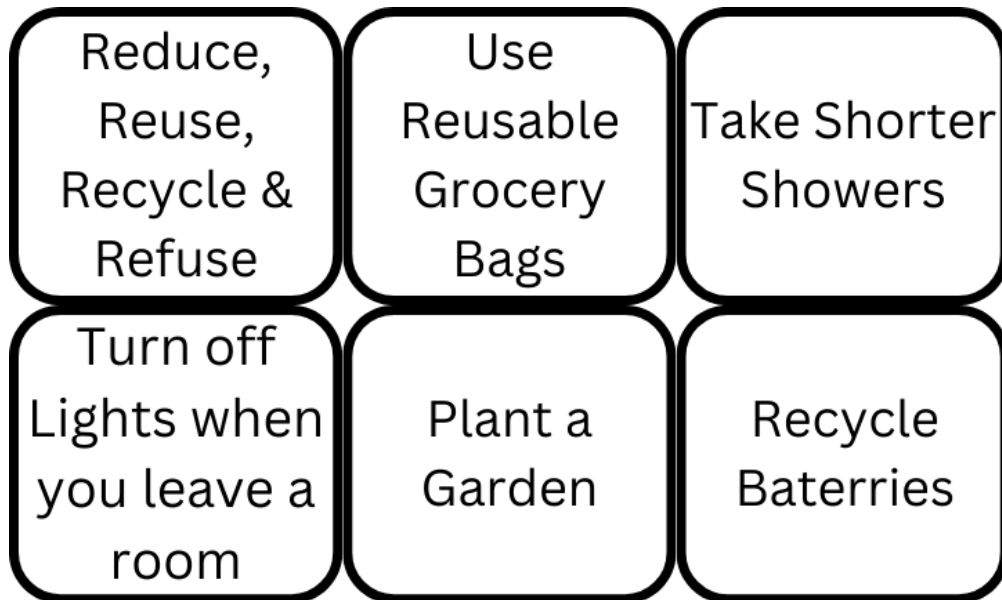 Reduce,
Reuse,
Recycle &
Refuse
Use
Reusable
Grocery
Bags
Take Shorter
Showers
Turn off
Lights when
you leave a
room
Plant a
Garden
Recycle
Baterries